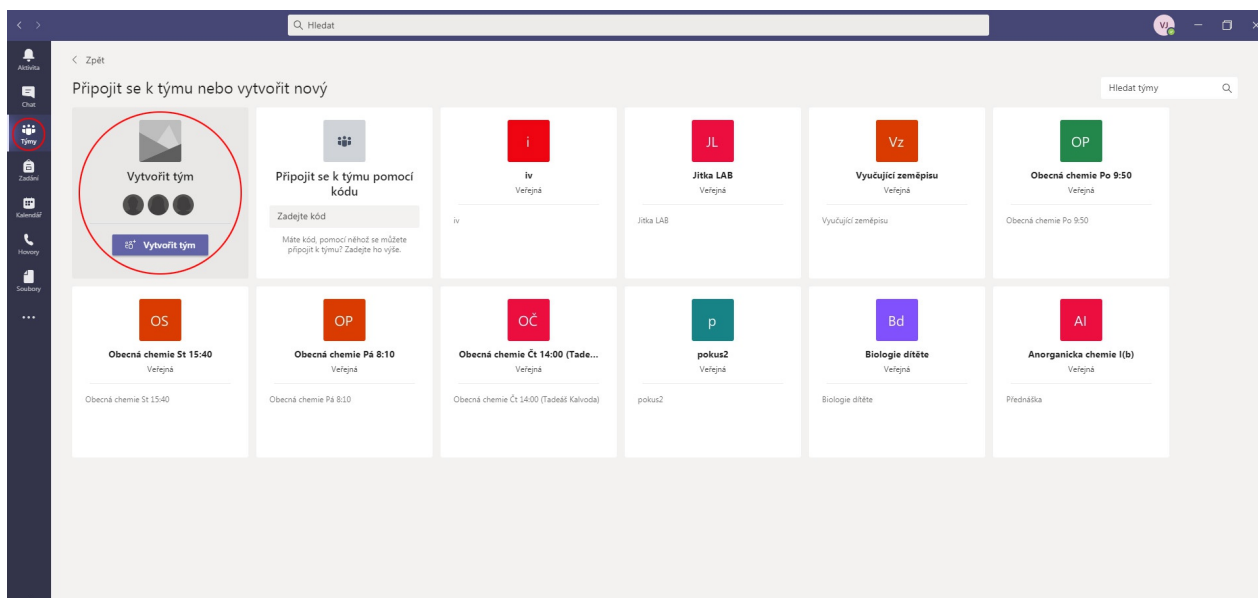 Hledat
VJ
Aktivita
Chat
Týmy
Zadání
Kalendář
Hovory
Soubory
Zpět
Připojit se k týmu nebo vytvořit nový
Hledat týmy
Vytvořit tým
Vytvořit tým
Připojit se k týmu pomocí
kódu
Zadejte kód
Máte kód, pomocí něhož se můžete
připojit k týmu? Zadejte ho výše.
i
iv
Veřejná
iv
JL
Jitka LAB
Veřejná
Jitka LAB
Vz
Vyučující zeměpisu
Veřejná
Vyučující zeměpisu
OP
Obecná chemie Po 9:50
Veřejná
Obecná chemie Po 9:50
OS
Obecná chemie St 15:40
Veřejná
Obecná chemie St 15:40
OP
Obecná chemie Pá 8:10
Veřejná
Obecná chemie Pá 8:10
OČ
Obecná chemie Čt 14:00 (Tade...
Veřejná
Obecná chemie Čt 14:00 (Tadeáš Kalvoda)
p
pokus2
Veřejná
pokus2
Bd
Biologie dítěte
Veřejná
Biologie dítěte
AI
Anorganicka chemie I(b)
Veřejná
Přednáška